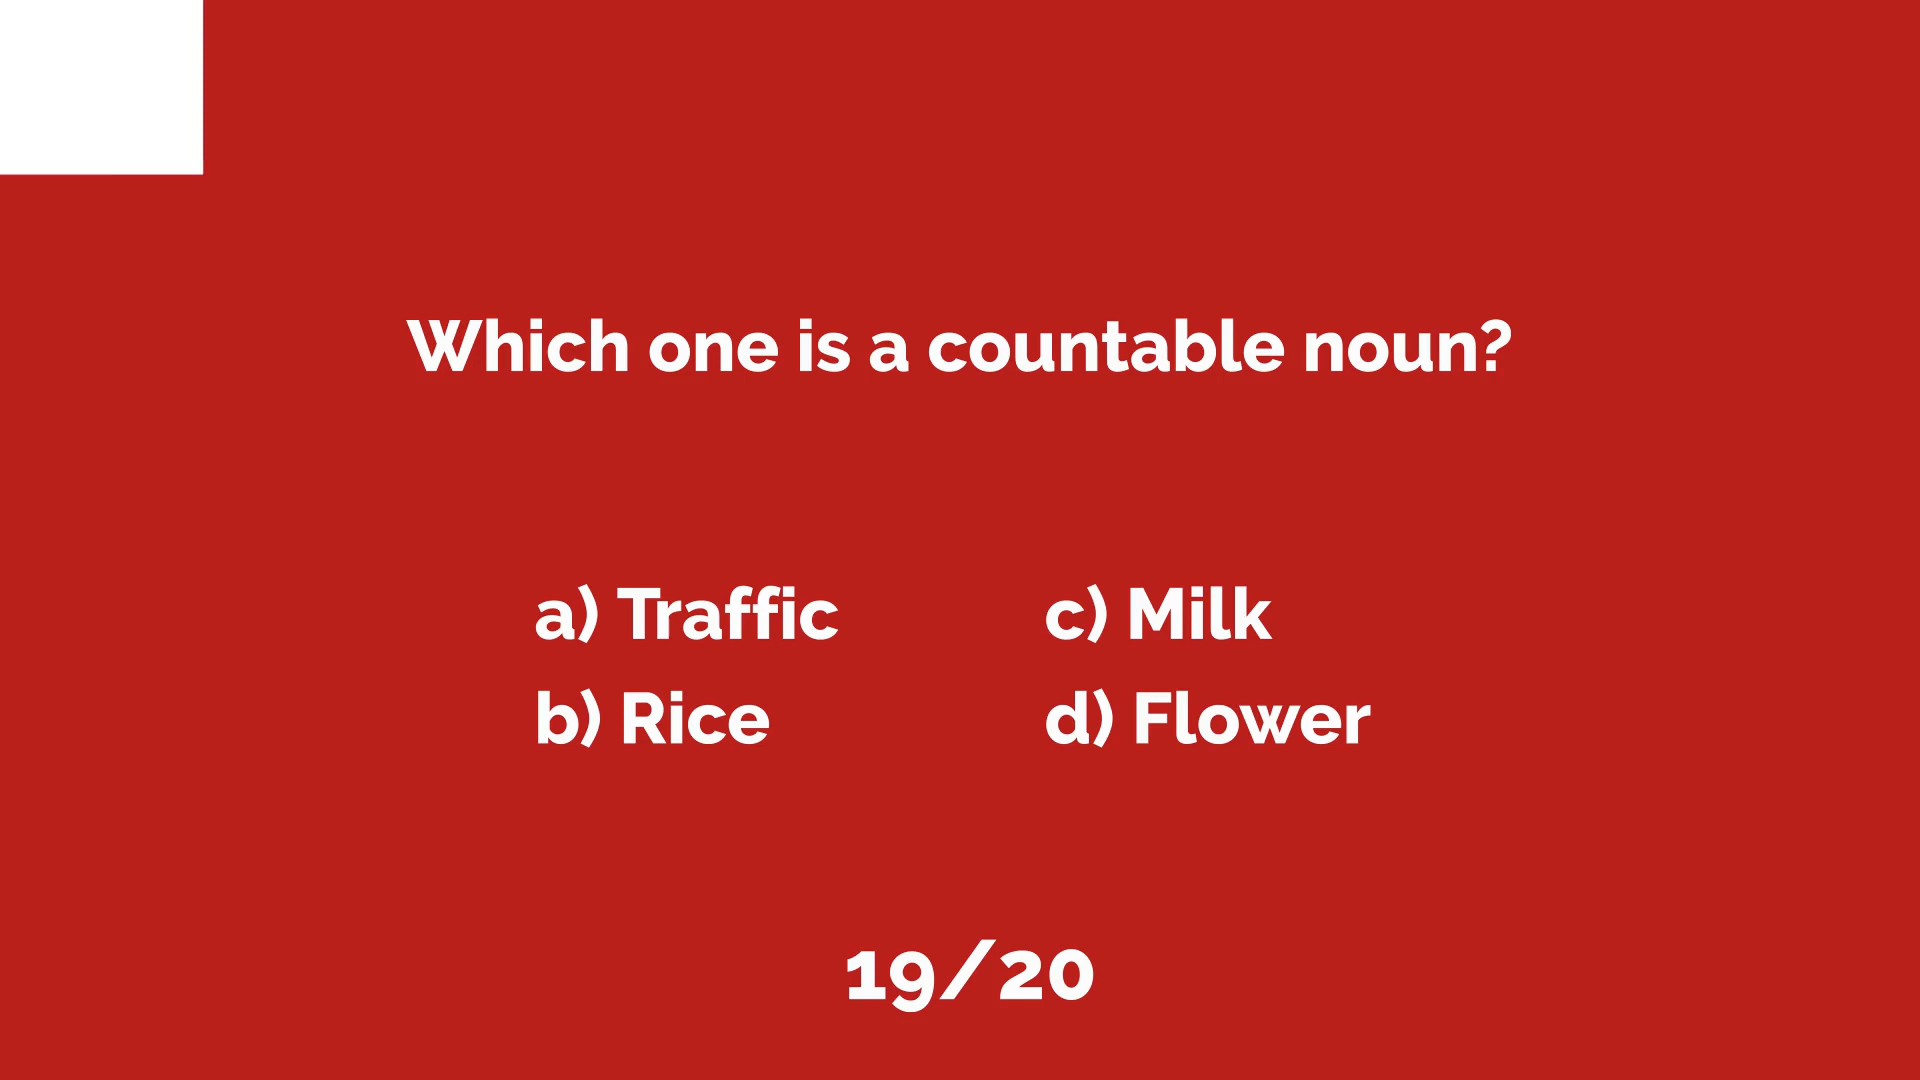 Which one is a countable noun?
a) Traffic
b) Rice
c) Milk
d) Flower
19/20